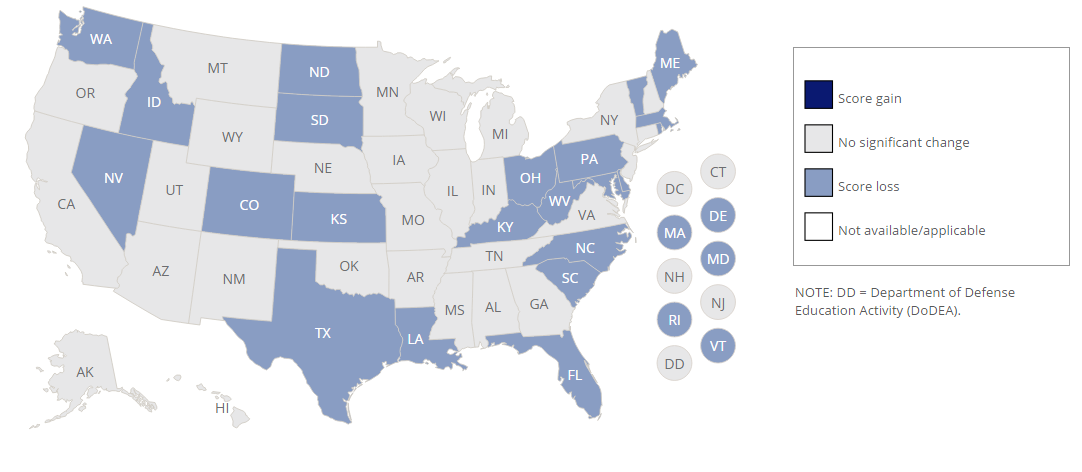 WA
ME
MT
ND
MN
OR
ID
SD
WI
NY
MI
WY
IA
PA
NE
OH
IL
IN
NV
UT
CO
WV
CA
KS
MO
KY
VA
NC
TN
AZ
OK
NM
AR
SC
MS
AL
GA
TX
LA
AK
FL
HI
CT
DC
DE
MA
MD
NH
NJ
RI
VT
DD
Score gain
No significant change
Score loss
Not available/applicable
NOTE: DD = Department of Defense
Education Activity (DoDEA).